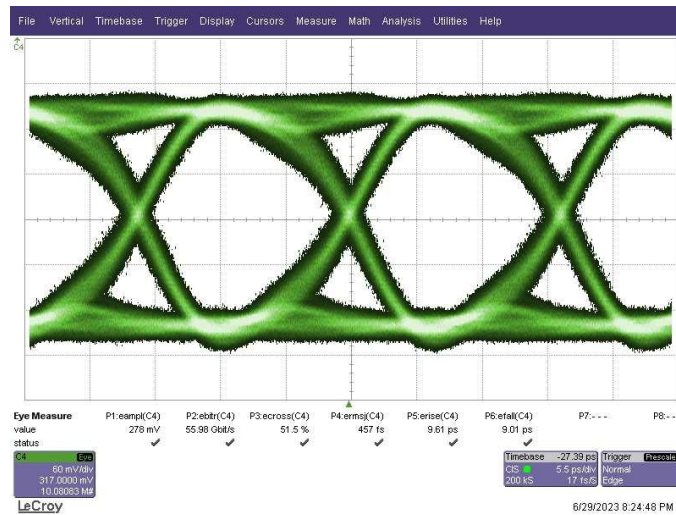 File Vertical Timebase Trigger Display Cursors Measure Math Analysis Utilities Help
C4
Eye Measure P1:eampl(C4) P2:ebitr(C4) P3:ecross(C4) P4:ermsj(C4) P5:erise(C4) P6:efall(C4) P7:--- P8:--
value 278 mV 55.98 Gbit/s 51.5 % 457 fs 9.61 ps 9.01 ps
status
C4 Eye
60 mV/div
317.0000 mV
10.08083 M#
Timebase -27.39 ps Trigger Prescale
CIS 5.5 ps/div Normal
200 kS 17 fs/S Edge
LeCroy
6/29/2023 8:24:48 PM